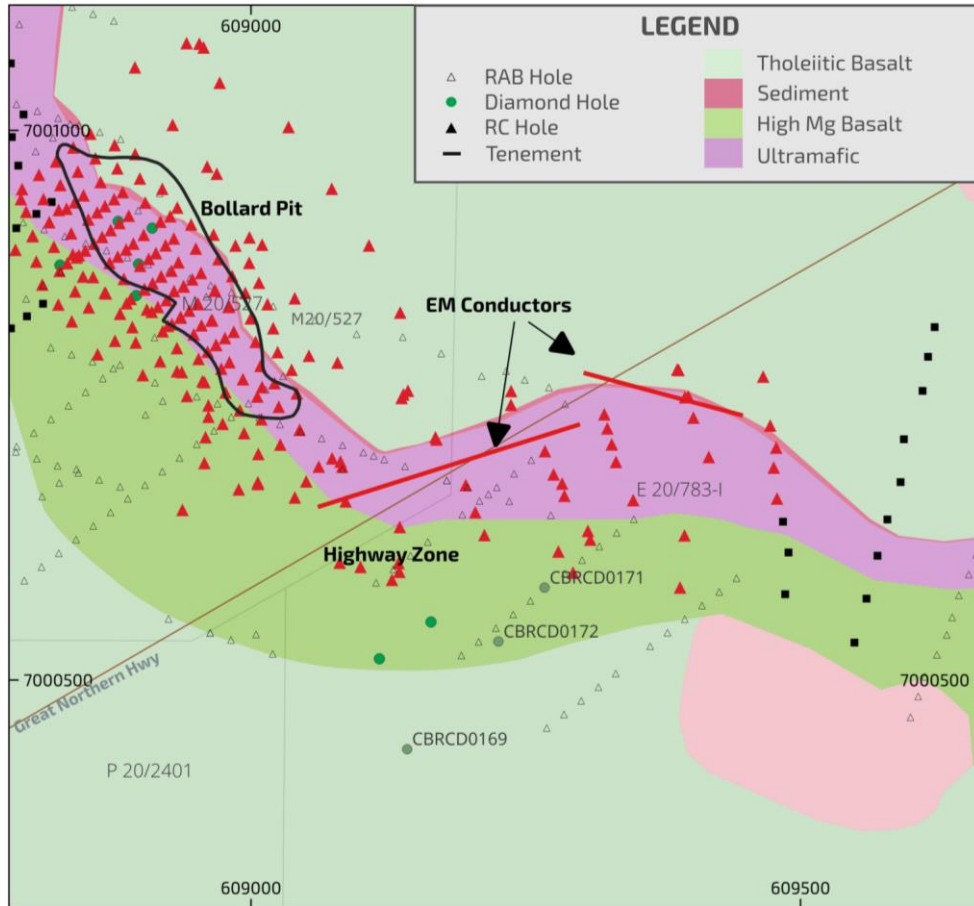 609000
LEGEND
RAB Hole
Diamond Hole
RC Hole
Tenement
Tholeiitic Basalt
Sediment
High Mg Basalt
Ultramafic
7001000
Bollard Pit
M 20/527
M20/527
EM Conductors
E 20/783-I
Highway Zone
CBRCD0171
CBRCD0172
7000500
7000500
Great Northern Hwy
CBRCD0169
P 20/2401
609000
609500